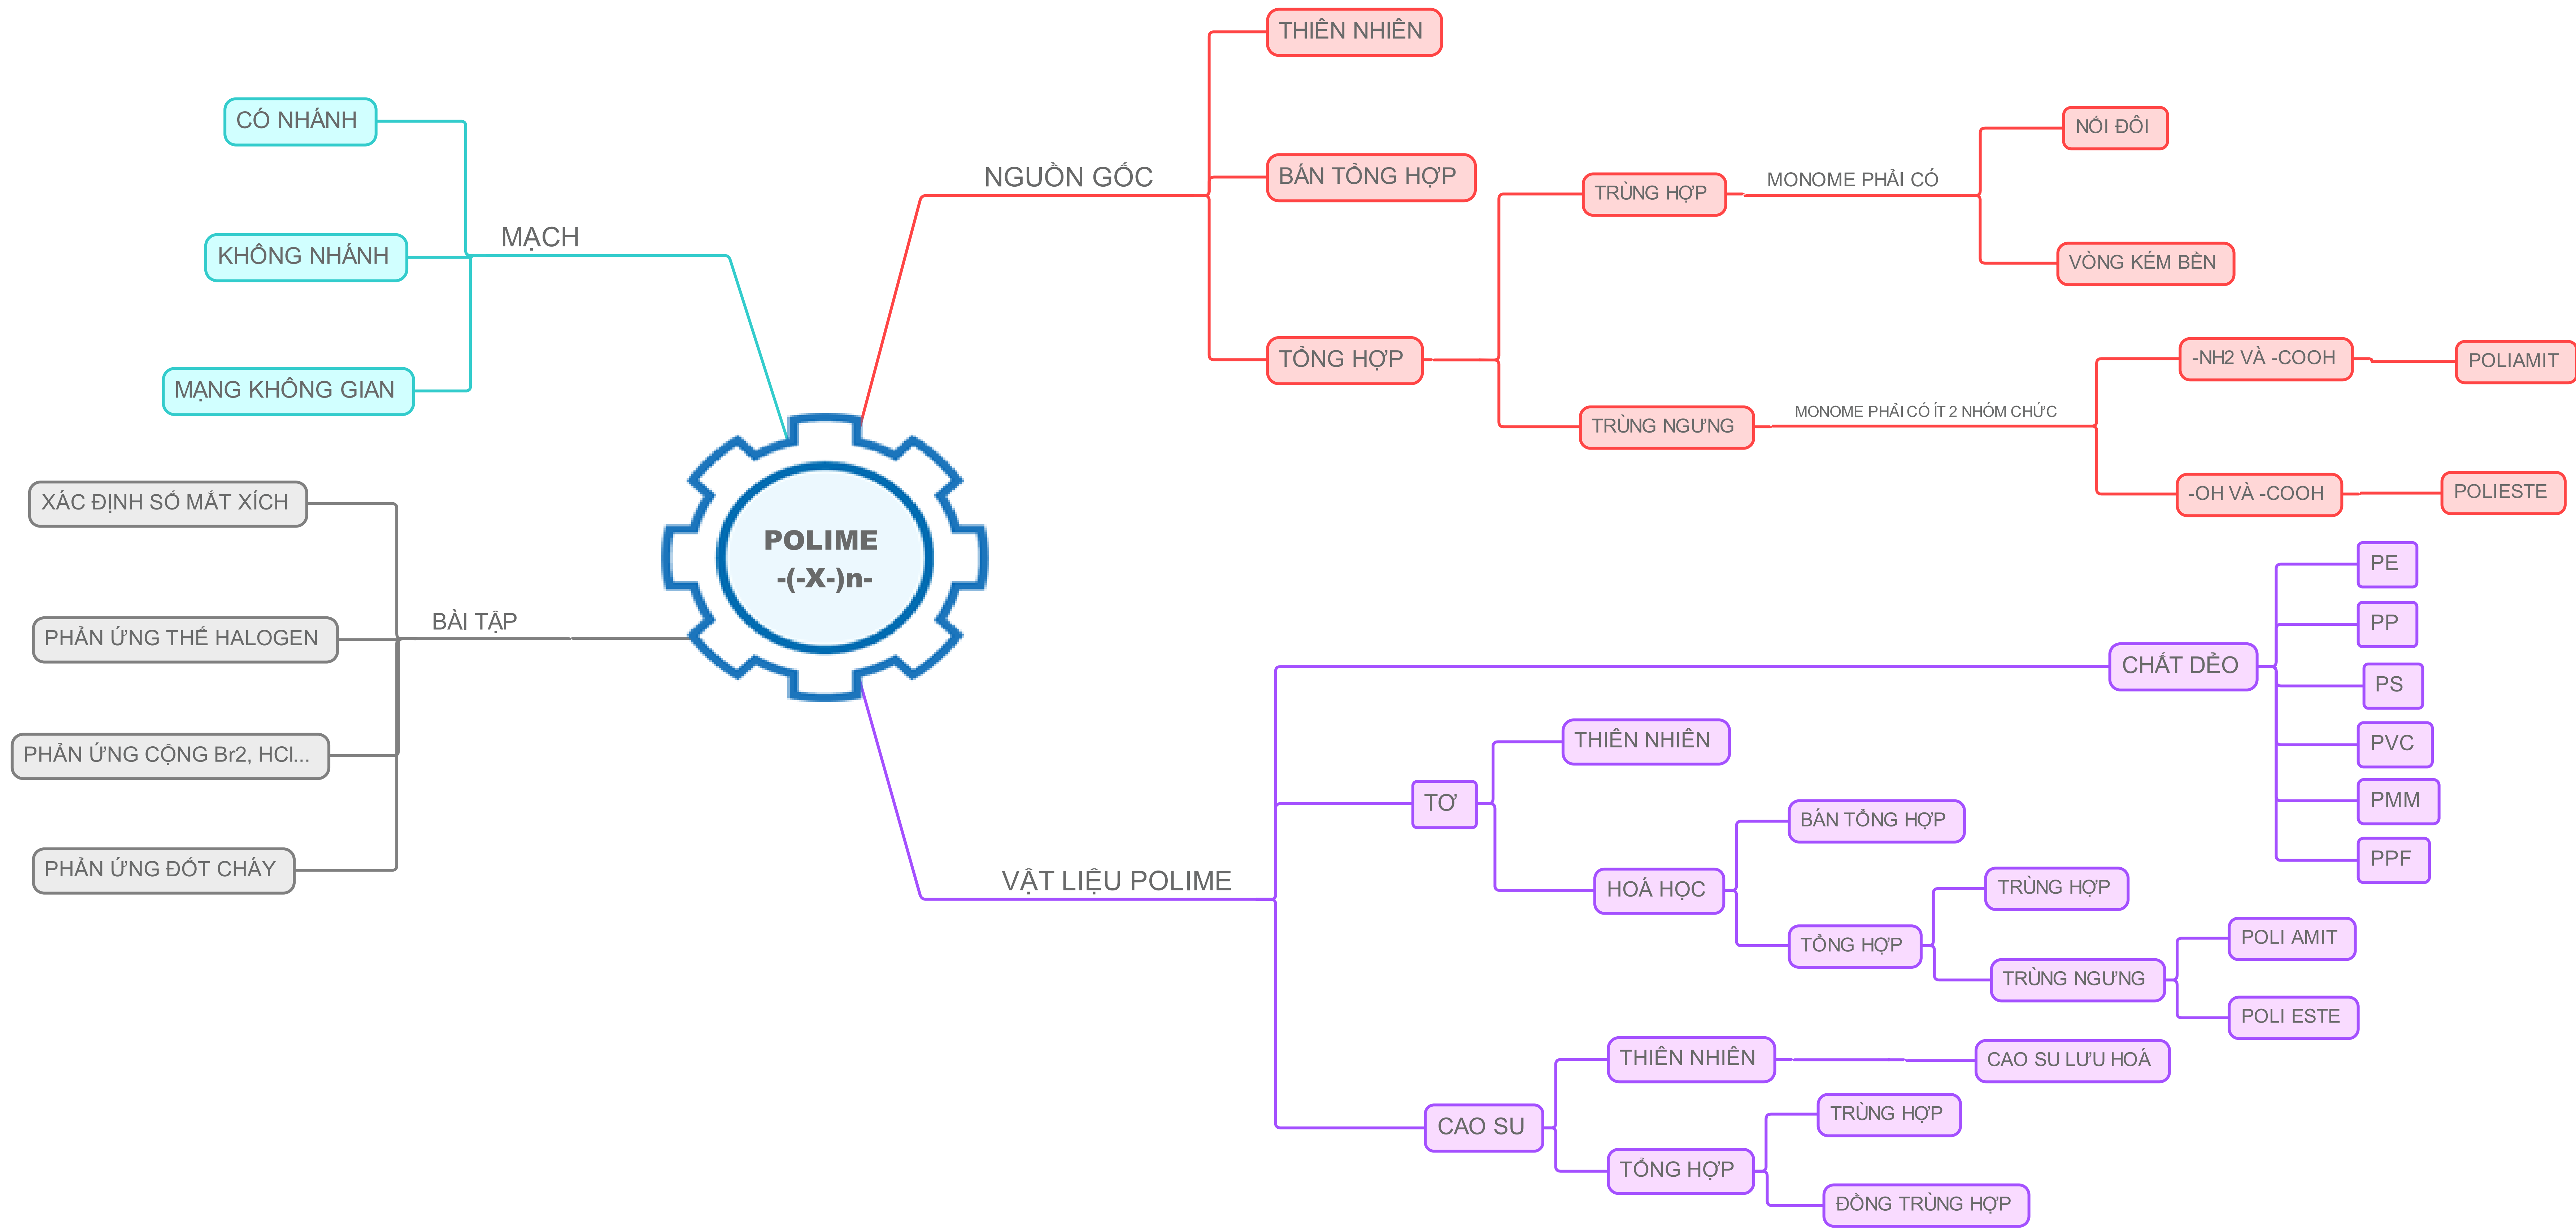 POLIME
-(-X-)n-
MẠCH
CÓ NHÁNH
KHÔNG NHÁNH
MẠNG KHÔNG GIAN
BÀI TẬP
XÁC ĐỊNH SỐ MẮT XÍCH
PHẢN ỨNG THẾ HALOGEN
PHẢN ỨNG CỘNG Br2, HCl...
PHẢN ỨNG ĐỐT CHÁY
NGUỒN GỐC
THIÊN NHIÊN
BÁN TỔNG HỢP
TỔNG HỢP
TRÙNG HỢP
MONOME PHẢI CÓ
NỐI ĐÔI
VÒNG KÉM BỀN
TRÙNG NGƯNG
MONOME PHẢI CÓ ÍT 2 NHÓM CHỨC
-NH2 VÀ -COOH
POLIAMIT
-OH VÀ -COOH
POLIESTE
VẬT LIỆU POLIME
CHẤT DẺO
PE
PP
PS
PVC
PMM
PPF
TƠ
THIÊN NHIÊN
HOÁ HỌC
BÁN TỔNG HỢP
TỔNG HỢP
TRÙNG HỢP
TRÙNG NGƯNG
POLI AMIT
POLI ESTE
CAO SU
THIÊN NHIÊN
CAO SU LƯU HOÁ
TỔNG HỢP
TRÙNG HỢP
ĐỒNG TRÙNG HỢP